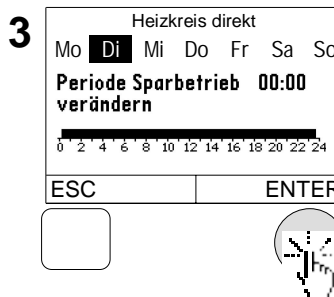 3
Heizkreis direkt
Mo Di Mi Do Fr Sa So
Periode Sparbetrieb 00:00
verändern
0 2 4 6 8 10 12 14 16 18 20 22 24
ESC ENTER